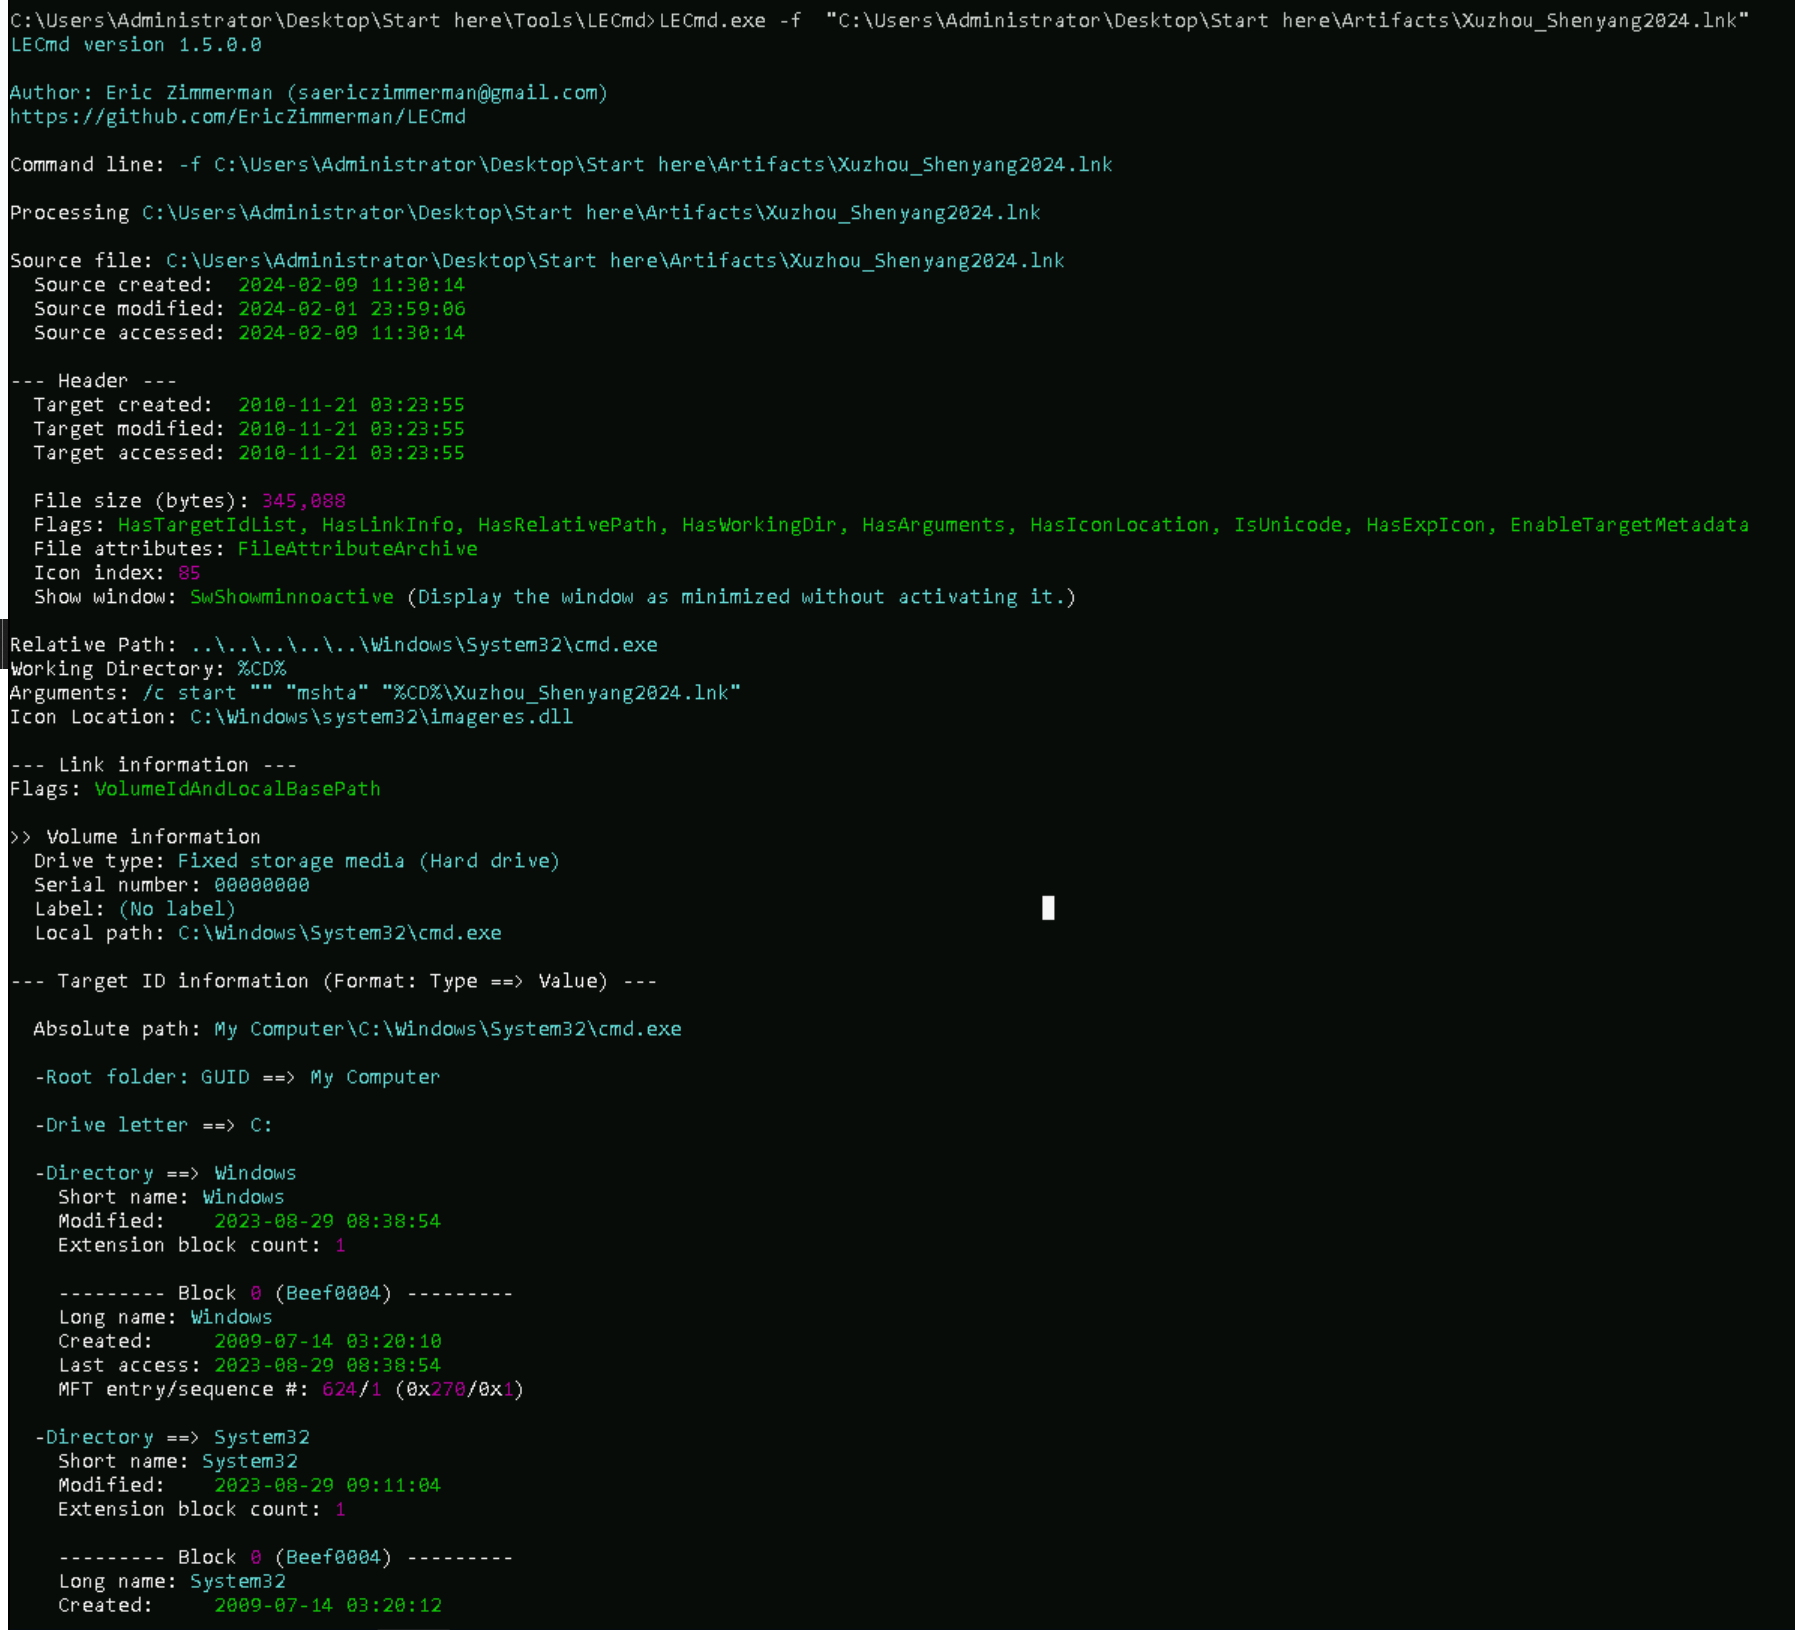 C:\Users\Administrator\Desktop\Start here\Tools\LECmd>LECmd.exe -f  "C:\Users\Administrator\Desktop\Start here\Artifacts\Xuzhou_Shenyang2024.lnk"
LECmd version 1.5.0.0
Author: Eric Zimmerman (saericzimmerman@gmail.com)
https://github.com/EricZimmerman/LECmd
Command line: -f C:\Users\Administrator\Desktop\Start here\Artifacts\Xuzhou_Shenyang2024.lnk
Processing C:\Users\Administrator\Desktop\Start here\Artifacts\Xuzhou_Shenyang2024.lnk
Source file: C:\Users\Administrator\Desktop\Start here\Artifacts\Xuzhou_Shenyang2024.lnk
  Source created:  2024-02-09 11:30:14
  Source modified: 2024-02-01 23:59:06
  Source accessed: 2024-02-09 11:30:14
--- Header ---
  Target created:  2010-11-21 03:23:55
  Target modified: 2010-11-21 03:23:55
  Target accessed: 2010-11-21 03:23:55
  File size (bytes): 345,088
  Flags: HasTargetIdList, HasLinkInfo, HasRelativePath, HasWorkingDir, HasArguments, HasIconLocation, IsUnicode, HasExpIcon, EnableTargetMetadata
  File attributes: FileAttributeArchive
  Icon index: 85
  Show window: SwShowminnoactive (Display the window as minimized without activating it.)
Relative Path: ..\..\..\..\..\Windows\System32\cmd.exe
Working Directory: %CD%
Arguments: /c start "" "mshta" "%CD%\Xuzhou_Shenyang2024.lnk"
Icon Location: C:\Windows\system32\imageres.dll
--- Link information ---
Flags: VolumeIdAndLocalBasePath
>> Volume information
  Drive type: Fixed storage media (Hard drive)
  Serial number: 00000000
  Label: (No label)
  Local path: C:\Windows\System32\cmd.exe
--- Target ID information (Format: Type ==> Value) ---
  Absolute path: My Computer\C:\Windows\System32\cmd.exe
  -Root folder: GUID ==> My Computer
  -Drive letter ==> C:
  -Directory ==> Windows
    Short name: Windows
    Modified:    2023-08-29 08:38:54
    Extension block count: 1
    --------- Block 0 (Beef0004) ---------
    Long name: Windows
    Created:     2009-07-14 03:20:10
    Last access: 2023-08-29 08:38:54
    MFT entry/sequence #: 624/1 (0x270/0x1)
  -Directory ==> System32
    Short name: System32
    Modified:    2023-08-29 09:11:04
    Extension block count: 1
    --------- Block 0 (Beef0004) ---------
    Long name: System32
    Created:     2009-07-14 03:20:12